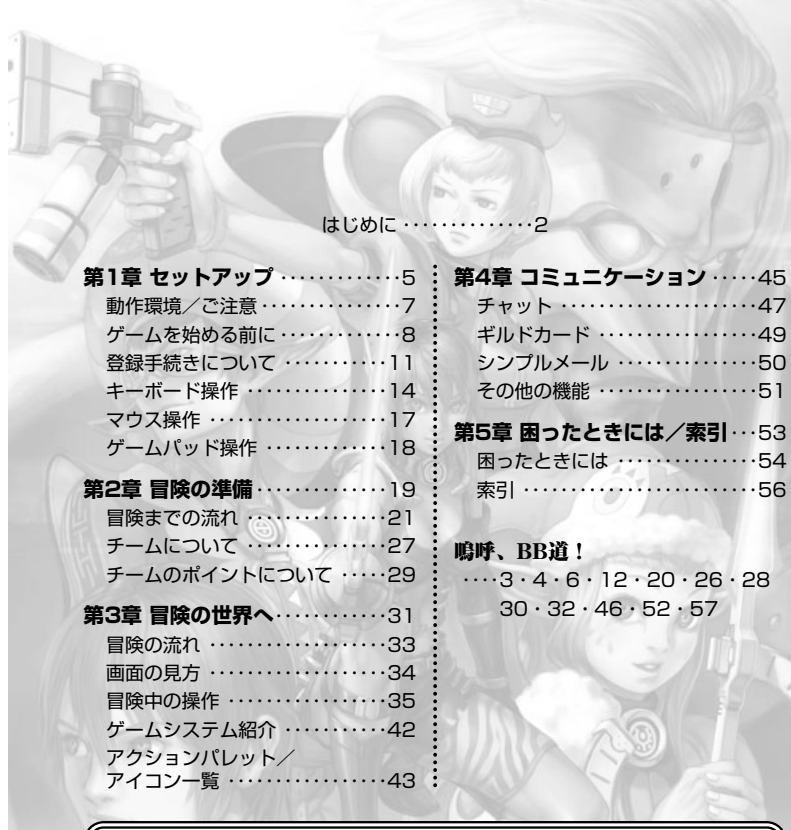 はじめに ‥‥‥‥‥‥‥2
第1章 セットアップ ‥‥‥‥‥‥‥5
動作環境／ご注意‥‥‥‥‥‥‥7
ゲームを始める前に‥‥‥‥‥‥8
登録手続きについて ‥‥‥‥‥11
キーボード操作 ‥‥‥‥‥‥‥14
マウス操作 ‥‥‥‥‥‥‥‥‥17
ゲームパッド操作 ‥‥‥‥‥‥18
第2章 冒険の準備‥‥‥‥‥‥‥19
冒険までの流れ ‥‥‥‥‥‥‥21
チームについて ‥‥‥‥‥‥‥27
チームのポイントについて ‥‥・29
第3章 冒険の世界へ‥‥‥‥‥‥31
冒険の流れ ‥‥‥‥‥‥‥‥‥33
画面の見方 ‥‥‥‥‥‥‥‥‥34
冒険中の操作 ‥‥‥‥‥‥‥‥35
ゲームシステム紹介 ‥‥‥‥‥42
アクションパレット／
アイコン一覧 ‥‥‥‥‥‥‥‥43
第4章 コミュニケーション ‥‥・45
チャット ‥‥‥‥‥‥‥‥‥‥47
ギルドカード ‥‥‥‥‥‥‥‥49
シンプルメール ‥‥‥‥‥‥‥50
その他の機能 ‥‥‥‥‥‥‥‥51
第5章 困ったときには／索引‥・53
困ったときには ‥‥‥‥‥‥‥54
索引 ‥‥‥‥‥‥‥‥‥‥‥‥56
嗚呼、BB道！
‥‥3・4・6・12・20・26・28
30・32・46・52・57